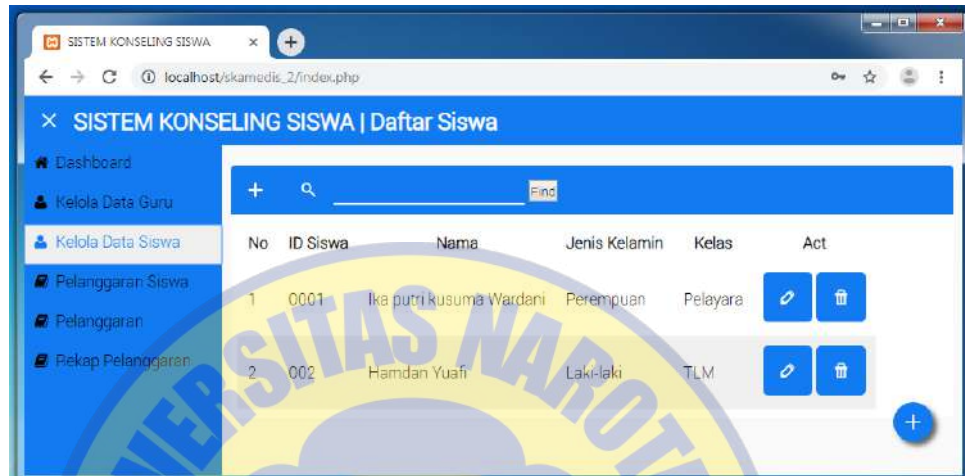 SISTEM KONSELING SISWA
localhost/skamedis_2/index.php
SISTEM KONSELING SISWA | Daftar Siswa
Dashboard
Kelola Data Guru
Kelola Data Siswa
Pelanggaran Siswa
Pelanggaran
Rekap Pelanggaran
Find
No ID Siswa Nama Jenis Kelamin Kelas Act
1 0001 Ika putri kusuma Wardani Perempuan Pelayara
2 002 Hamdan Yuafi Laki-laki TLM
ERSITAS NAROT